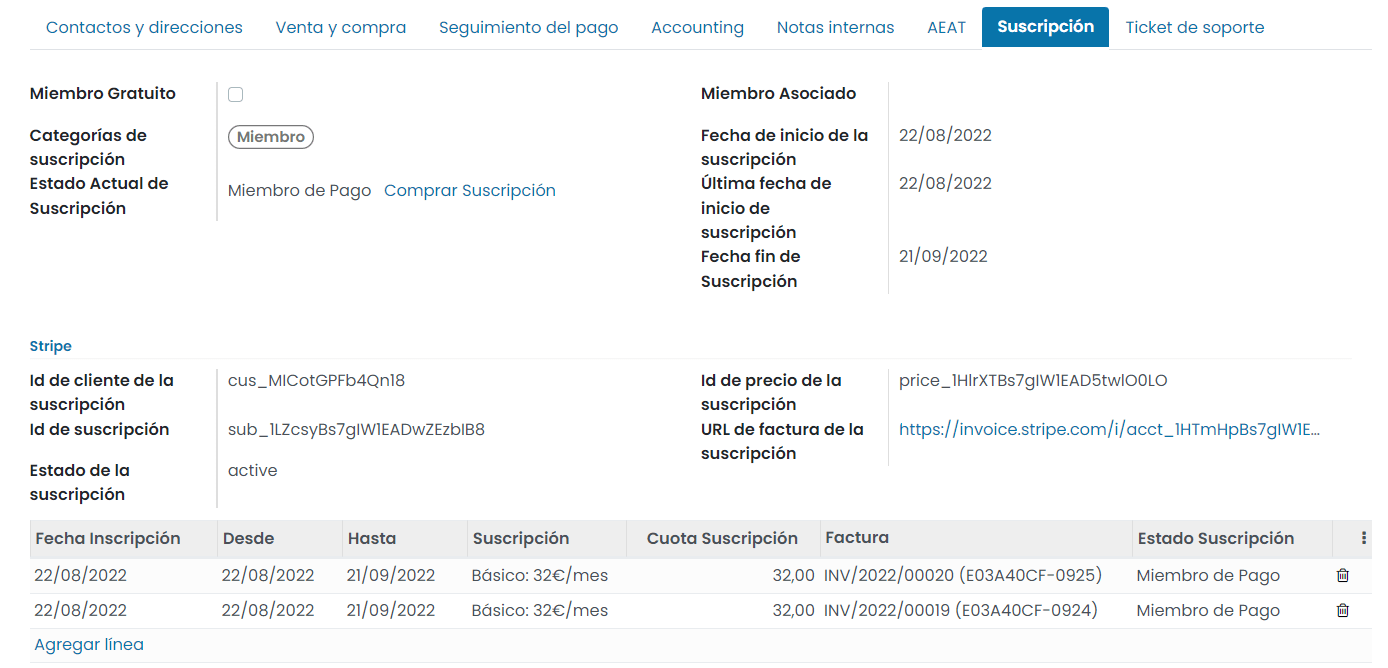 Contactos y direcciones Venta y compra Seguimiento del pago Accounting Notas internas AEAT Suscripción Ticket de soporte
Miembro Gratuito
Miembro Asociado
Categorías de
suscripción
Miembro
Fecha de inicio de la
suscripción
22/08/2022
Estado Actual de
Suscripción
Miembro de Pago Comprar Suscripción
Última fecha de
inicio de
suscripción
22/08/2022
Fecha fin de
Suscripción
21/09/2022
Stripe
Id de cliente de la
suscripción
cus_MICotGPFb4Qn18
Id de precio de la
suscripción
price_1HlrXTBs7gIW1EAD5twlO0LO
Id de suscripción
sub_1LZcsyBs7gIW1EADwZEzbIB8
URL de factura de la
suscripción
https://invoice.stripe.com/i/acct_1HTmHpBs7gIW1E...
Estado de la
suscripción
active
Fecha Inscripción Desde Hasta Suscripción Cuota Suscripción Factura Estado Suscripción
22/08/2022 22/08/2022 21/09/2022 Básico: 32€/mes 32,00 INV/2022/00020 (E03A40CF-0925) Miembro de Pago
22/08/2022 22/08/2022 21/09/2022 Básico: 32€/mes 32,00 INV/2022/00019 (E03A40CF-0924) Miembro de Pago
Agregar línea